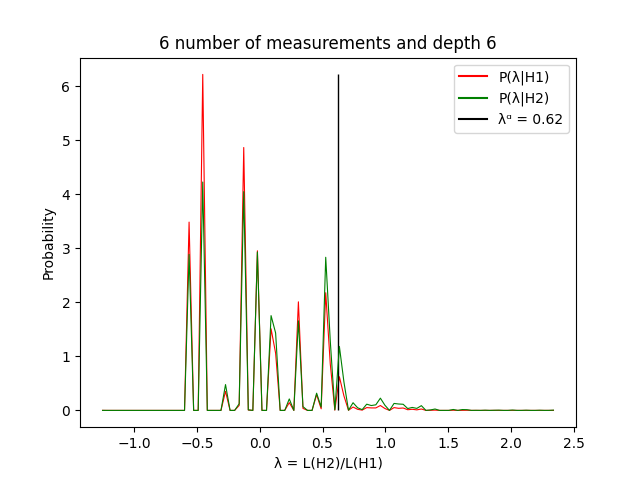 6 number of measurements and depth 6
P(λ|H1)
P(λ|H2)
λᵅ = 0.62
Probability
6
5
4
3
2
1
0
−1.0 −0.5 0.0 0.5 1.0 1.5 2.0 2.5
λ = L(H2)/L(H1)